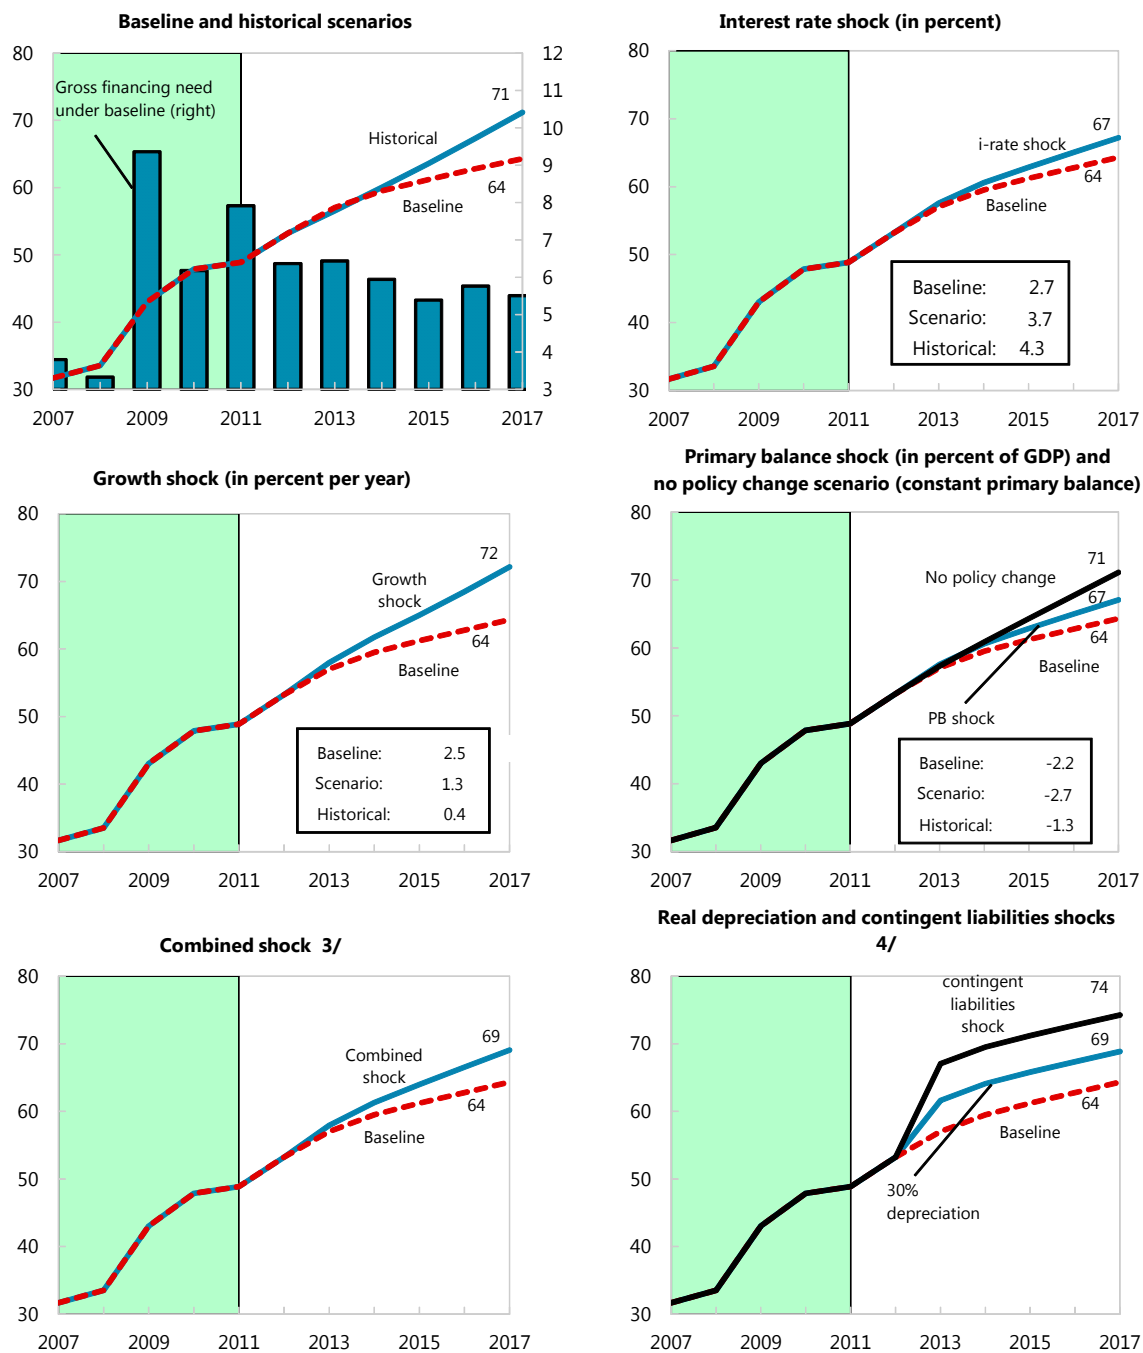 Baseline and historical scenarios
80
70
60
50
40
30
12
11
10
9
8
7
6
5
4
3
Gross financing need
under baseline (right)
71
Historical
64
Baseline
2007 2009 2011 2013 2015 2017
Interest rate shock (in percent)
80
70
60
50
40
30
67
i-rate shock
64
Baseline
Baseline: 2.7
Scenario: 3.7
Historical: 4.3
2007 2009 2011 2013 2015 2017
Growth shock (in percent per year)
80
70
60
50
40
30
72
Growth
shock
64
Baseline
Baseline: 2.5
Scenario: 1.3
Historical: 0.4
2007 2009 2011 2013 2015 2017
Primary balance shock (in percent of GDP) and
no policy change scenario (constant primary balance)
80
70
60
50
40
30
71
No policy change
67
64
Baseline
PB shock
Baseline: -2.2
Scenario: -2.7
Historical: -1.3
2007 2009 2011 2013 2015 2017
Combined shock 3/
80
70
60
50
40
30
69
Combined
shock
64
Baseline
2007 2009 2011 2013 2015 2017
Real depreciation and contingent liabilities shocks
4/
80
70
60
50
40
30
contingent
liabilities
shock
74
69
64
Baseline
30%
depreciation
2007 2009 2011 2013 2015 2017